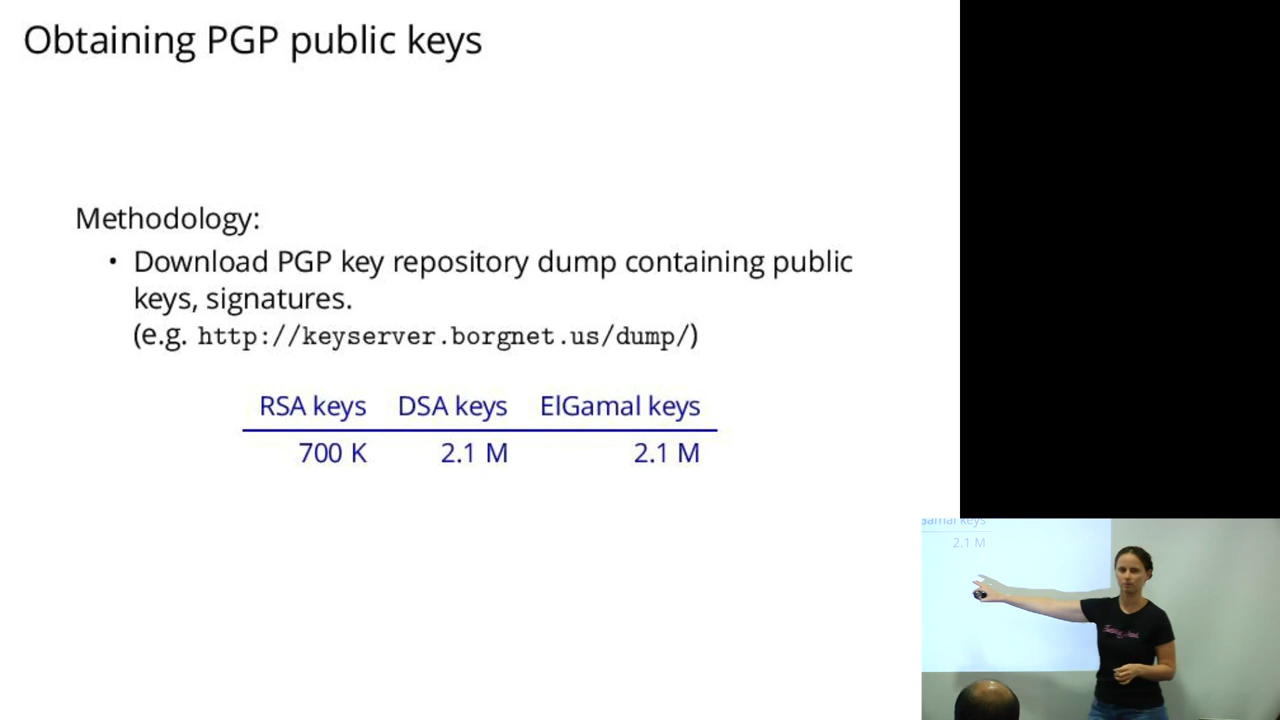 Obtaining PGP public keys
Methodology:
• Download PGP key repository dump containing public
keys, signatures.
(e.g. http://keyserver.borgnet.us/dump/)
RSA keys DSA keys ElGamal keys
700 K 2.1 M 2.1 M
keys
2.1 M